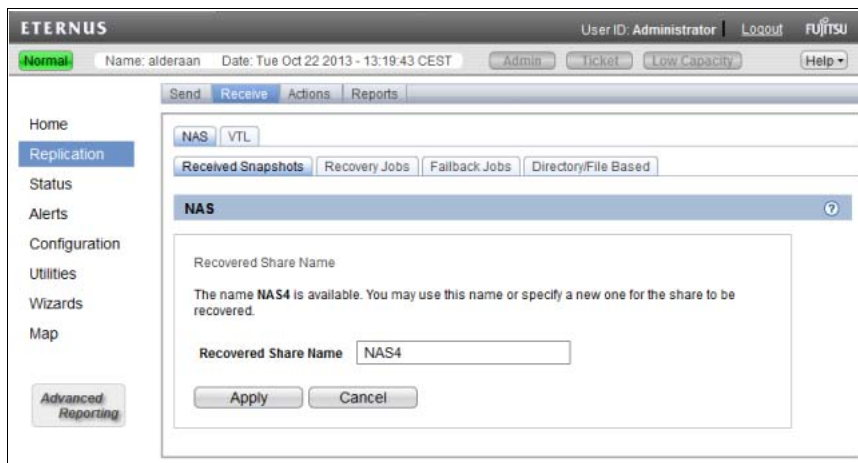 ETERNUS
User ID: Administrator Logout FUJITSU
Normal Name: alderaan Date: Tue Oct 22 2013 - 13:19:43 CEST Admin Ticket Low Capacity Help
Send Receive Actions Reports
Home
Replication
Status
Alerts
Configuration
Utilities
Wizards
Map
Advanced
Reporting
NAS VTL
Received Snapshots Recovery Jobs Failback Jobs Directory/File Based
NAS ?
Recovered Share Name
The name NAS4 is available. You may use this name or specify a new one for the share to be
recovered.
Recovered Share Name NAS4
Apply Cancel